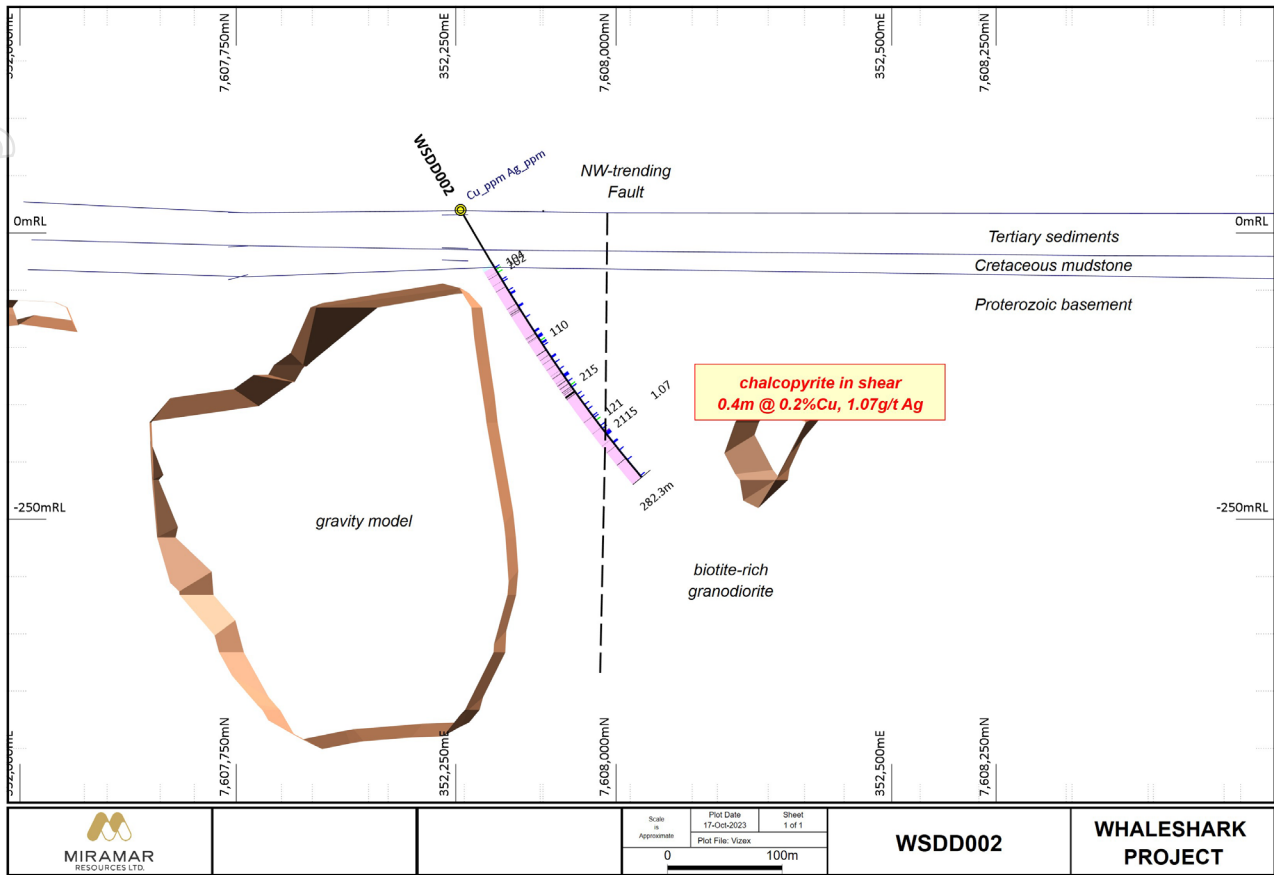 352,000mE
7,607,750mN
352,250mE
7,608,000mN
352,500mE
7,608,250mN
WSDD002
Cu_ppm Ag_ppm
NW-trending
Fault
0mRL
0mRL
Tertiary sediments
Cretaceous mudstone
Proterozoic basement
202
110
215
121
2115
1.07
282.3m
chalcopyrite in shear
0.4m @ 0.2%Cu, 1.07g/t Ag
-250mRL
-250mRL
gravity model
biotite-rich
granodiorite
352,000mE
7,607,750mN
352,250mE
7,608,000mN
352,500mE
7,608,250mN
MIRAMAR
RESOURCES LTD.
Scale
is
Approximate
Plot Date
17-Oct-2023
Sheet
1 of 1
Plot File: Vizex
0 100m
WSDD002
WHALESHARK
PROJECT